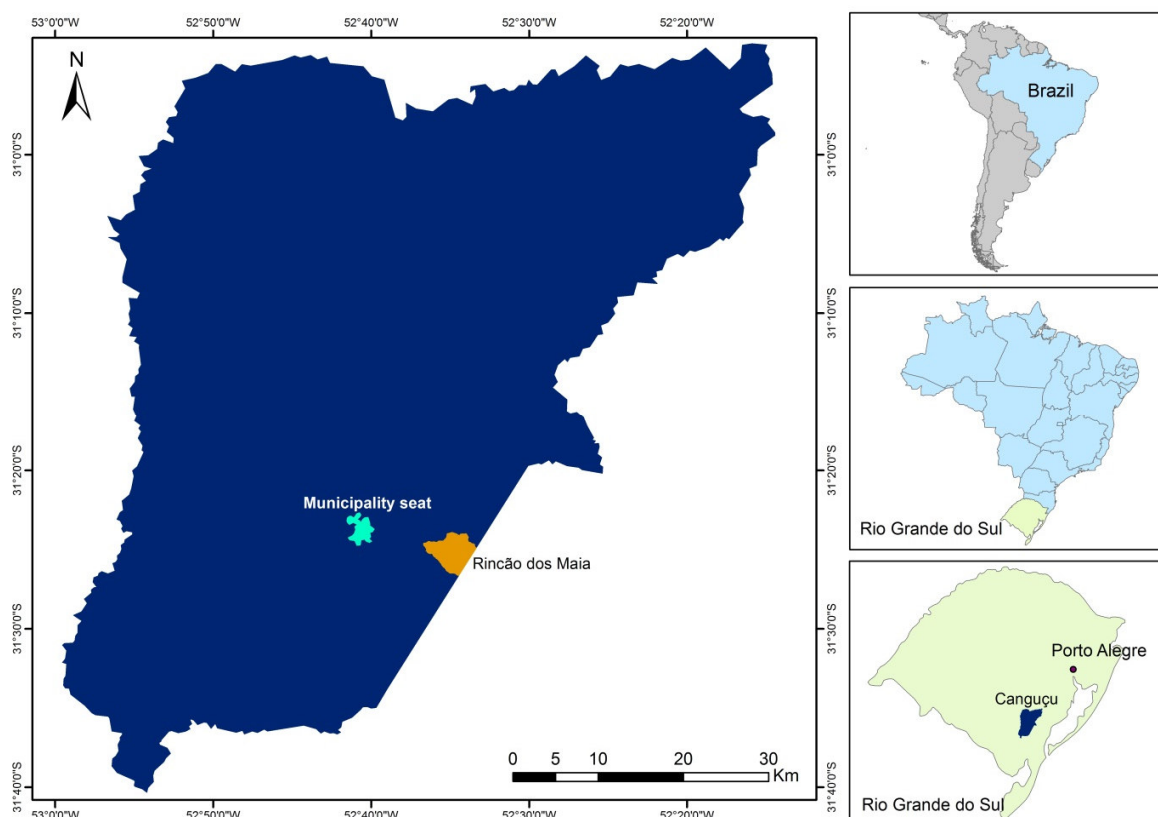 53°0'0"W 52°50'0"W 52°40'0"W 52°30'0"W 52°20'0"W
N
31°0'0"S 31°0'0"S
31°10'0"S 31°10'0"S
31°20'0"S 31°20'0"S
Municipality seat
Rincão dos Maia
31°30'0"S 31°30'0"S
0 5 10 20 30
Km
31°40'0"S 31°40'0"S
53°0'0"W 52°50'0"W 52°40'0"W 52°30'0"W 52°20'0"W
Brazil
Rio Grande do Sul
Porto Alegre
Canguçu
Rio Grande do Sul